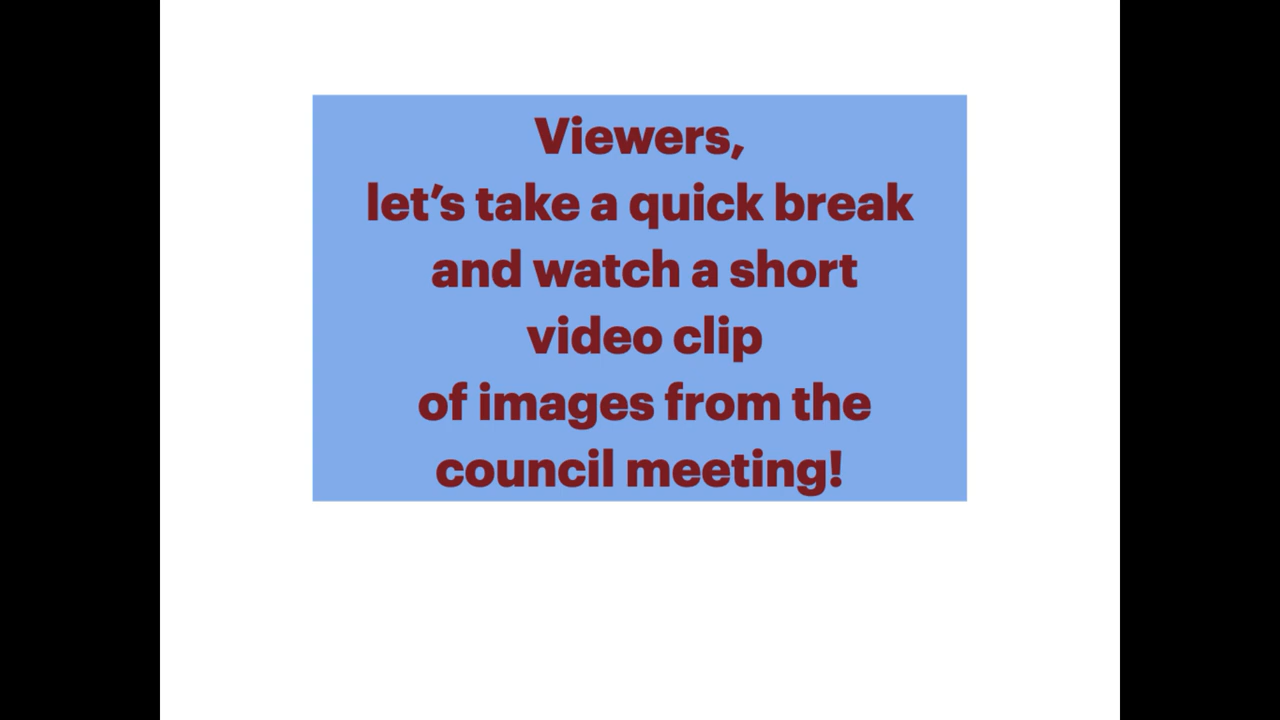 Viewers,
let’s take a quick break
and watch a short
video clip
of images from the
council meeting!